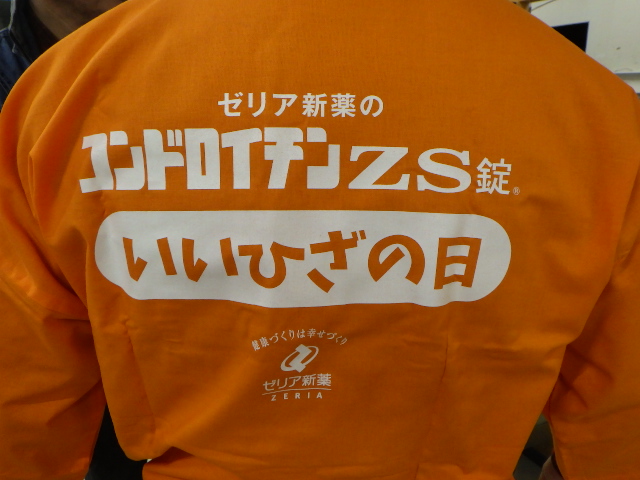 ゼリア新薬の
コンドロイチンZS錠®
いいひざの日
健康づくりは幸せづくり
ゼリア新薬
ZERIA